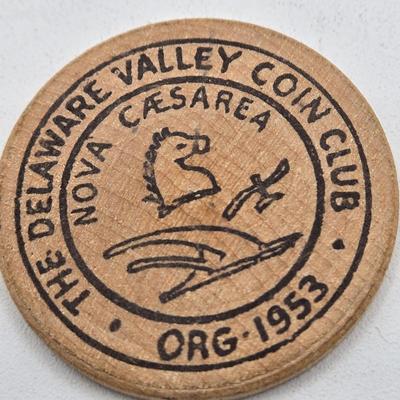 · THE DELAWARE VALLEY COIN CLUB ·
ORG·1953
NOVA CÆSAREA